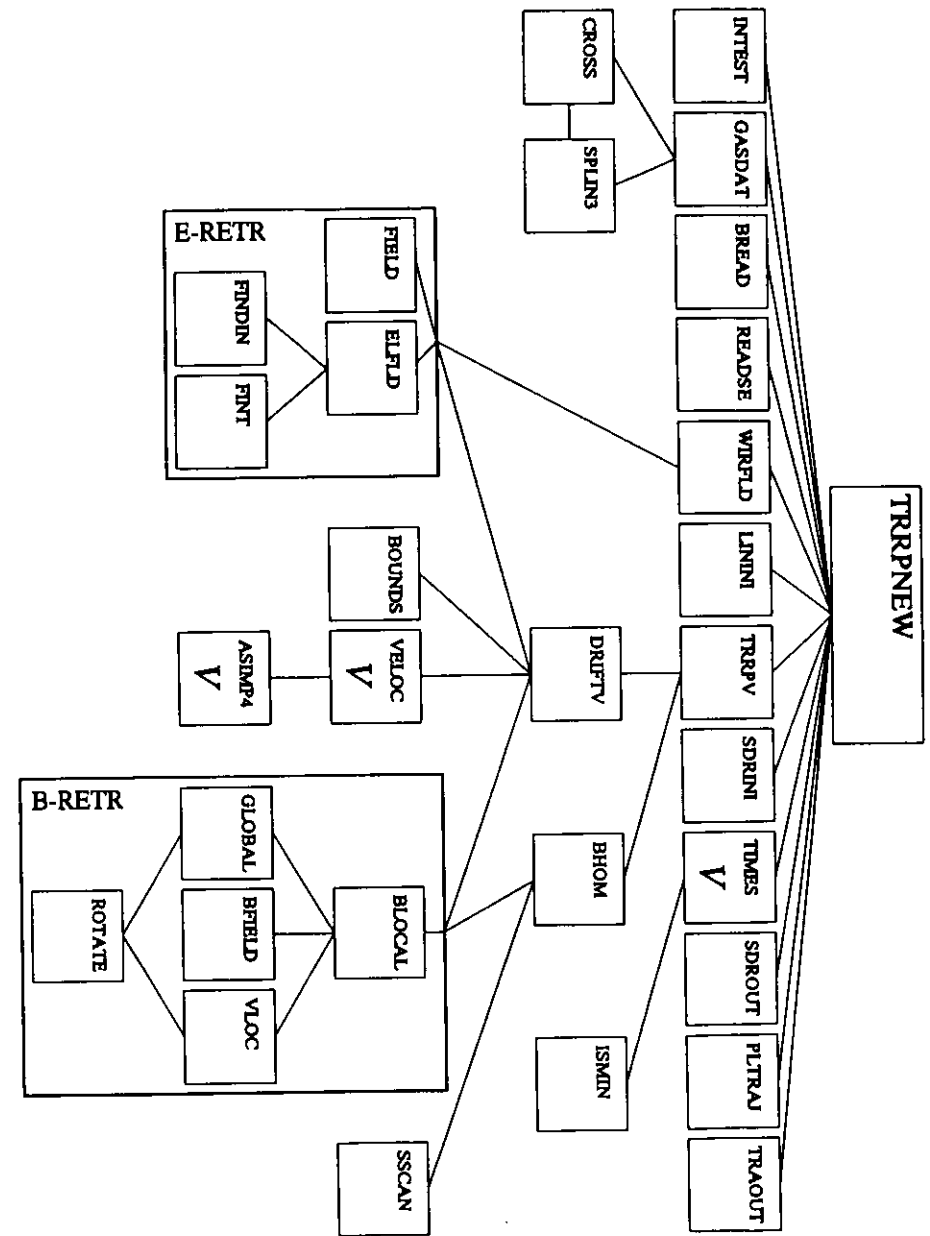 TRRPNEW
INTEST
GASDAT
BREAD
READSE
WIRFLD
LININI
TRRPV
SDRINI
TIMES
V
SDROUT
PLTRAJ
TRAOUT
CROSS
SPLIN3
DRIFTV
BHOM
ISMIN
E-RETR
FIELD
ELFLD
FINDIN
FINT
BOUNDS
VELOC
V
ASIMP4
V
B-RETR
BLOCAL
GLOBAL
BFIELD
VLOC
ROTATE
SSCAN